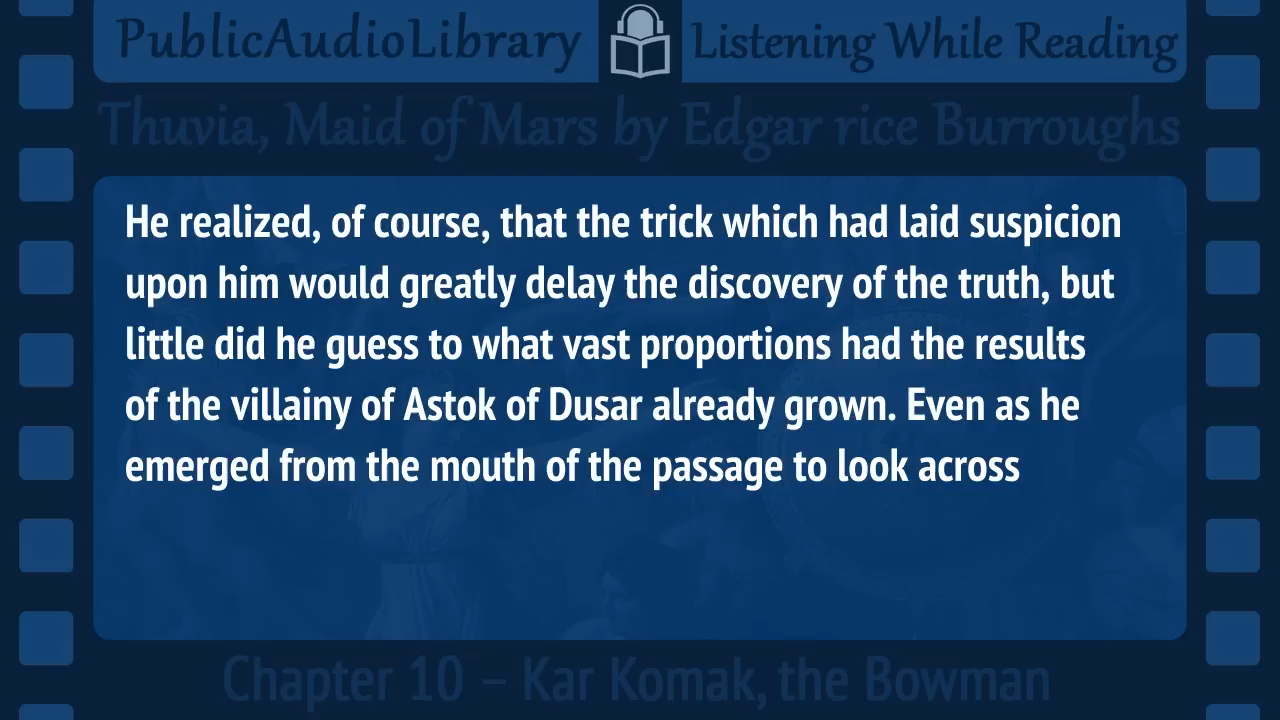 PublicAudioLibrary Listening While Reading
Thuvia, Maid of Mars by Edgar rice Burroughs
He realized, of course, that the trick which had laid suspicion
upon him would greatly delay the discovery of the truth, but
little did he guess to what vast proportions had the results
of the villainy of Astok of Dusar already grown. Even as he
emerged from the mouth of the passage to look across
Chapter 10 – Kar Komak, the Bowman